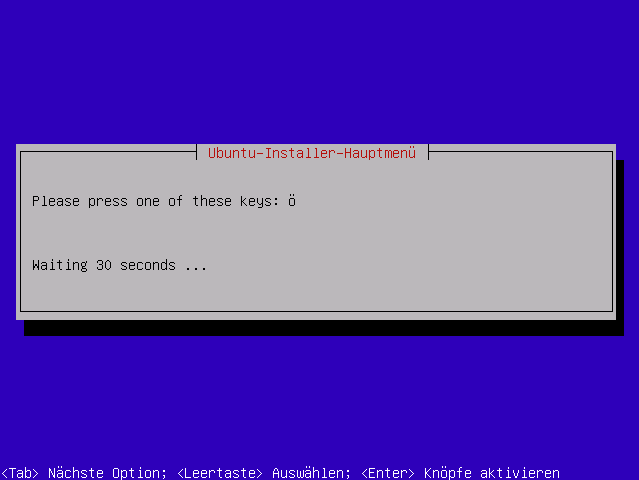 Ubuntu-Installer-Hauptmenü
Please press one of these keys: ö
Waiting 30 seconds ...
<Tab> Nächste Option; <Leertaste> Auswählen; <Enter> Knöpfe aktivieren